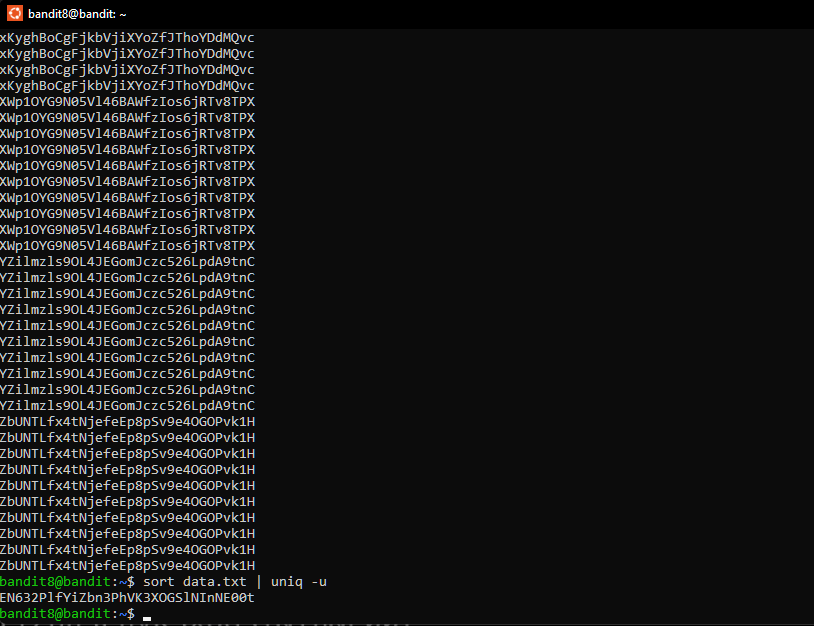 bandit8@bandit: ~
xKyghBoCgFjkbVjiXYoZfJThoYDdMQvc
xKyghBoCgFjkbVjiXYoZfJThoYDdMQvc
xKyghBoCgFjkbVjiXYoZfJThoYDdMQvc
xKyghBoCgFjkbVjiXYoZfJThoYDdMQvc
XWp1OYG9N05Vl46BAWfzIos6jRTv8TPX
XWp1OYG9N05Vl46BAWfzIos6jRTv8TPX
XWp1OYG9N05Vl46BAWfzIos6jRTv8TPX
XWp1OYG9N05Vl46BAWfzIos6jRTv8TPX
XWp1OYG9N05Vl46BAWfzIos6jRTv8TPX
XWp1OYG9N05Vl46BAWfzIos6jRTv8TPX
XWp1OYG9N05Vl46BAWfzIos6jRTv8TPX
XWp1OYG9N05Vl46BAWfzIos6jRTv8TPX
XWp1OYG9N05Vl46BAWfzIos6jRTv8TPX
XWp1OYG9N05Vl46BAWfzIos6jRTv8TPX
YZilmzls9OL4JEGomJczc526LpdA9tnC
YZilmzls9OL4JEGomJczc526LpdA9tnC
YZilmzls9OL4JEGomJczc526LpdA9tnC
YZilmzls9OL4JEGomJczc526LpdA9tnC
YZilmzls9OL4JEGomJczc526LpdA9tnC
YZilmzls9OL4JEGomJczc526LpdA9tnC
YZilmzls9OL4JEGomJczc526LpdA9tnC
YZilmzls9OL4JEGomJczc526LpdA9tnC
YZilmzls9OL4JEGomJczc526LpdA9tnC
YZilmzls9OL4JEGomJczc526LpdA9tnC
ZbUNTLfx4tNjefeEp8pSv9e4OGOPvk1H
ZbUNTLfx4tNjefeEp8pSv9e4OGOPvk1H
ZbUNTLfx4tNjefeEp8pSv9e4OGOPvk1H
ZbUNTLfx4tNjefeEp8pSv9e4OGOPvk1H
ZbUNTLfx4tNjefeEp8pSv9e4OGOPvk1H
ZbUNTLfx4tNjefeEp8pSv9e4OGOPvk1H
ZbUNTLfx4tNjefeEp8pSv9e4OGOPvk1H
ZbUNTLfx4tNjefeEp8pSv9e4OGOPvk1H
ZbUNTLfx4tNjefeEp8pSv9e4OGOPvk1H
ZbUNTLfx4tNjefeEp8pSv9e4OGOPvk1H
bandit8@bandit:~$ sort data.txt | uniq -u
EN632PlfYiZbn3PhVK3XOGSlNInNE00t
bandit8@bandit:~$